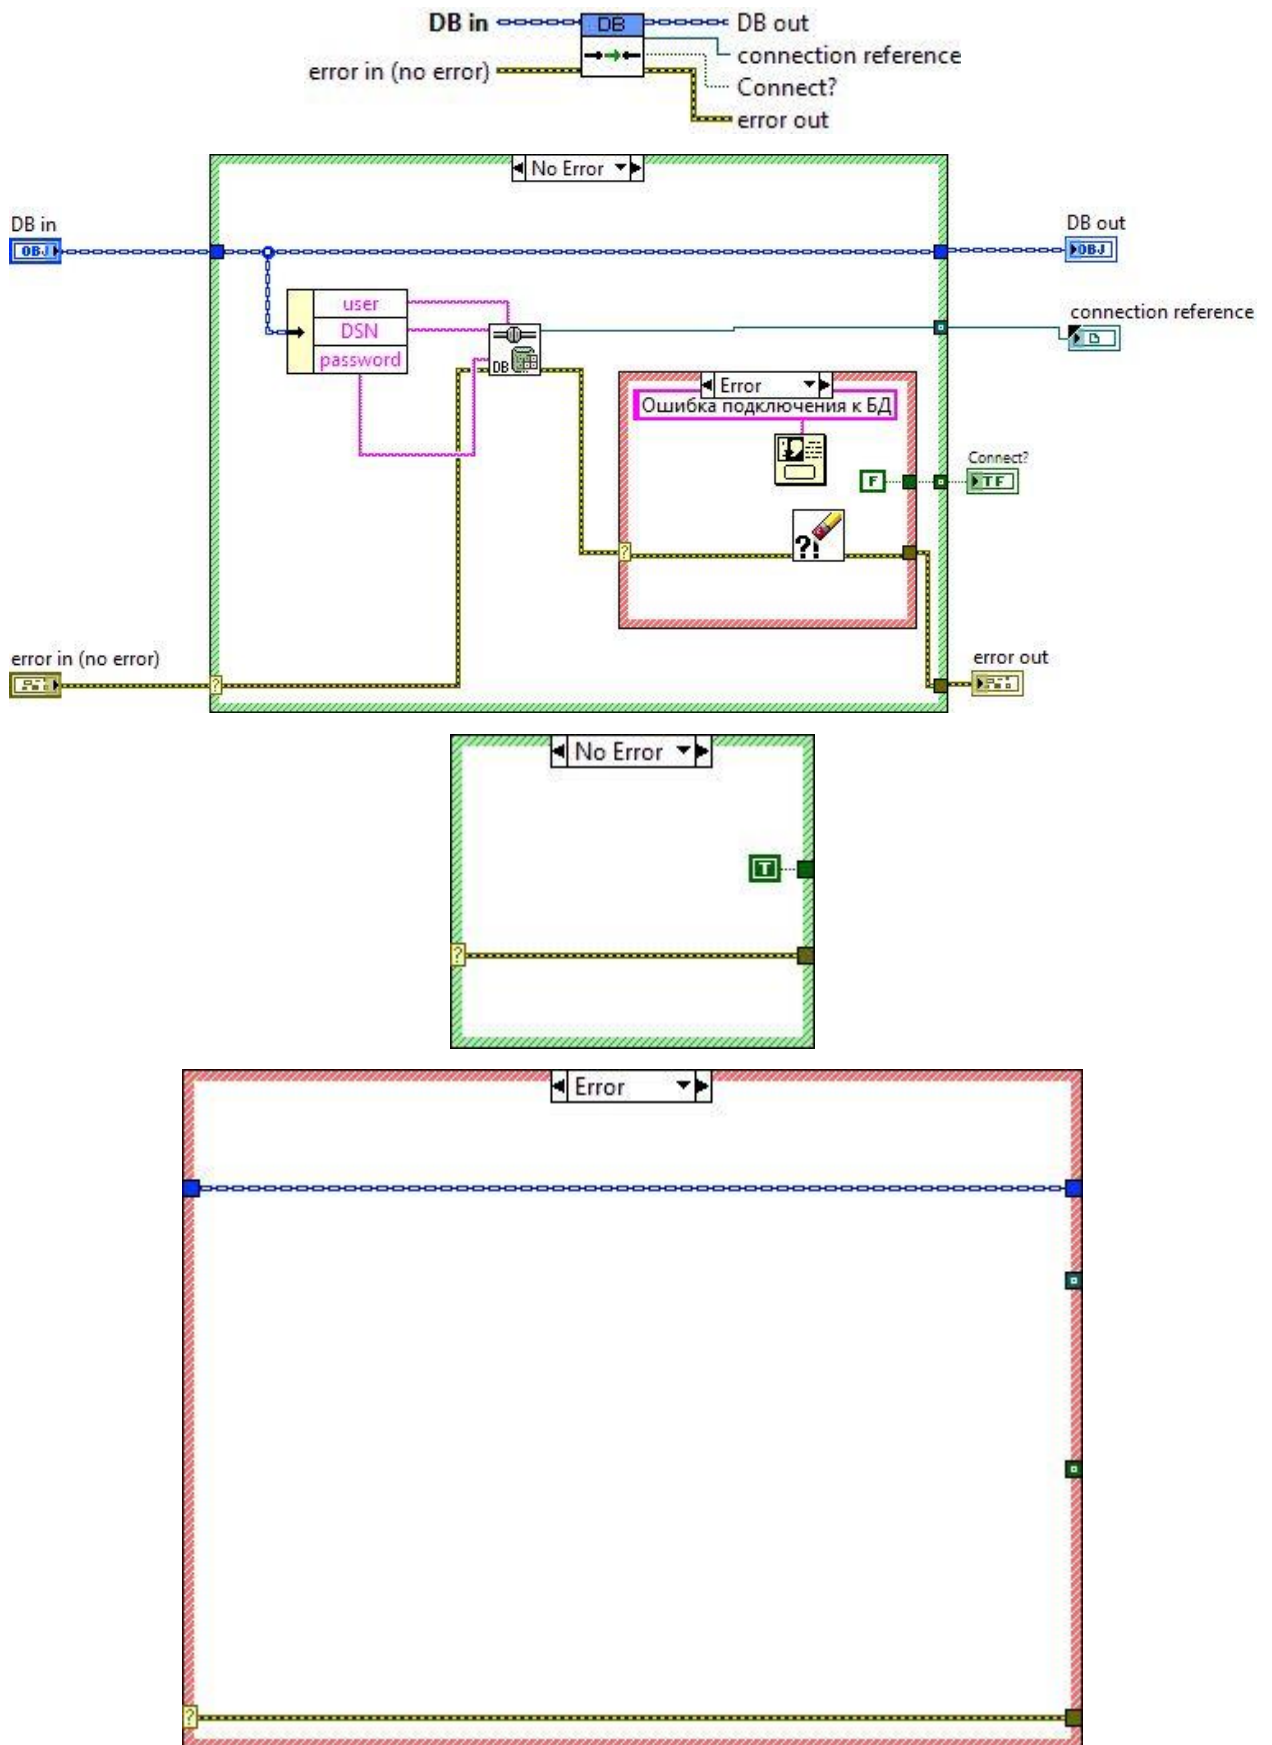 DB in
DB
DB out
connection reference
error in (no error)
Connect?
error out
No Error
DB in
OBJ
DB out
OBJ
user
DSN
password
DB
connection reference
Error
Ошибка подключения к БД
F
Connect?
TF
?!
?
error in (no error)
?
error out
No Error
T
?
Error
?